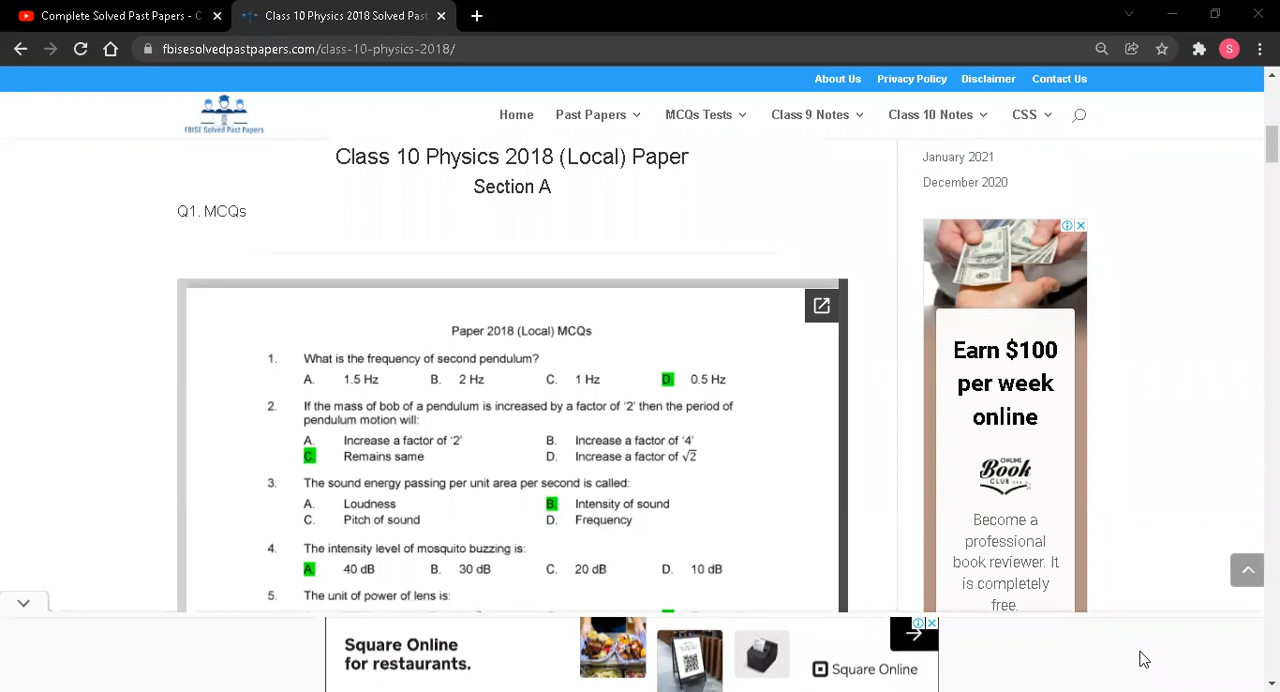 Complete Solved Past Papers - C
Class 10 Physics 2018 Solved Past
fbisesolvedpastpapers.com/class-10-physics-2018/
S
About Us Privacy Policy Disclaimer Contact Us
FBISE Solved Past Papers
Home Past Papers MCQs Tests Class 9 Notes Class 10 Notes CSS
Class 10 Physics 2018 (Local) Paper
Section A
Q1. MCQs
Paper 2018 (Local) MCQs
1. What is the frequency of second pendulum?
A. 1.5 Hz B. 2 Hz C. 1 Hz D. 0.5 Hz
2. If the mass of bob of a pendulum is increased by a factor of '2' then the period of
pendulum motion will:
A. Increase a factor of '2' B. Increase a factor of '4'
C. Remains same D. Increase a factor of √2
3. The sound energy passing per unit area per second is called:
A. Loudness B. Intensity of sound
C. Pitch of sound D. Frequency
4. The intensity level of mosquito buzzing is:
A. 40 dB B. 30 dB C. 20 dB D. 10 dB
5. The unit of power of lens is:
January 2021
December 2020
Earn $100
per week
online
ONLINE
Book
CLUB
Become a
professional
book reviewer. It
is completely
free.
Square Online
for restaurants.
Square Online